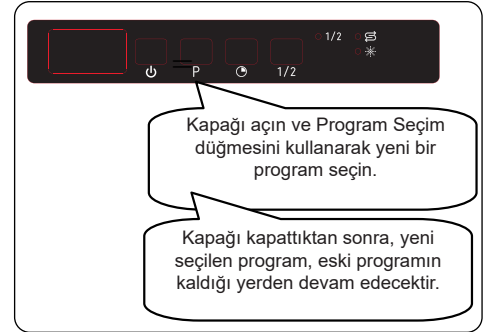 1/2
P 1/2
Kapağı açın ve Program Seçim
düğmesini kullanarak yeni bir
program seçin.
Kapağı kapattıktan sonra, yeni
seçilen program, eski programın
kaldığı yerden devam edecektir.